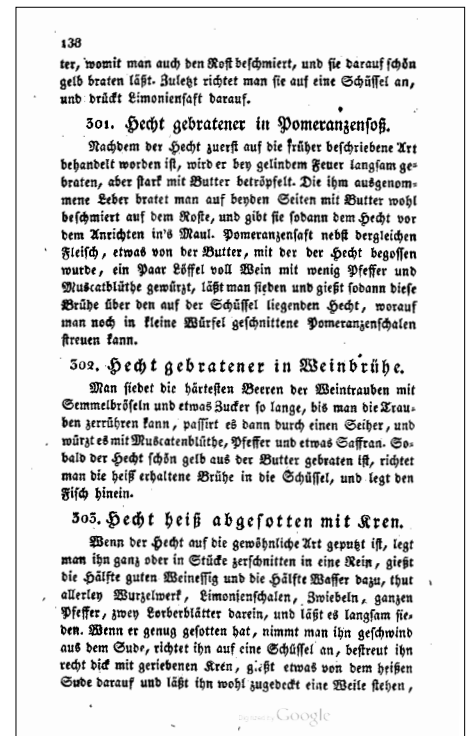 138
ter, womit man auch den Rost beschmiert, und sie darauf schön
gelb braten läßt. Zuletzt richtet man sie auf eine Schüssel an,
und drückt Limoniensaft darauf.
301. Hecht gebratener in Pomeranzensoß.
Nachdem der Hecht zuerst auf die früher beschriebene Art
behandelt worden ist, wird er bey gelindem Feuer langsam ge-
braten, aber stark mit Butter betröpfelt. Die ihm ausgenom-
mene Leber bratet man auf beyden Seiten mit Butter wohl
beschmiert auf dem Roste, und gibt sie sodann dem Hecht vor
dem Anrichten in's Maul. Pomeranzensaft nebst dergleichen
Fleisch, etwas von der Butter, mit der der Hecht begossen
wurde, ein Paar Löffel voll Wein mit wenig Pfeffer und
Muscatblüthe gewürzt, läßt man sieden und gießt sodann diese
Brühe über den auf der Schüssel liegenden Hecht, worauf
man noch in kleine Würfel geschnittene Pomeranzenschalen
streuen kann.
302. Hecht gebratener in Weinbrühe.
Man siedet die härtesten Beeren der Weintrauben mit
Semmelbröseln und etwas Zucker so lange, bis man die Trau-
ben zerrühren kann, passirt es dann durch einen Seiher, und
würzt es mit Muscatenblüthe, Pfeffer und etwas Saffran. So-
bald der Hecht schön gelb aus der Butter gebraten ist, richtet
man die heiß erhaltene Brühe in die Schüssel, und legt den
Fisch hinein.
303. Hecht heiß abgesotten mit Kren.
Wenn der Hecht auf die gewöhnliche Art geputzt ist, legt
man ihn ganz oder in Stücke zerschnitten in eine Rein, gießt
die Hälfte guten Weinessig und die Hälfte Wasser dazu, thut
allerley Wurzelwerk, Limonienschalen, Zwiebeln, ganzen
Pfeffer, zwey Lorberblätter darein, und läßt es langsam sie-
den. Wenn er genug gesotten hat, nimmt man ihn geschwind
aus dem Sude, richtet ihn auf eine Schüssel an, bestreut ihn
recht dick mit geriebenen Kren, gießt etwas von dem heißen
Sude darauf und läßt ihn wohl zugedeckt eine Weile stehen,
Digitized by Google